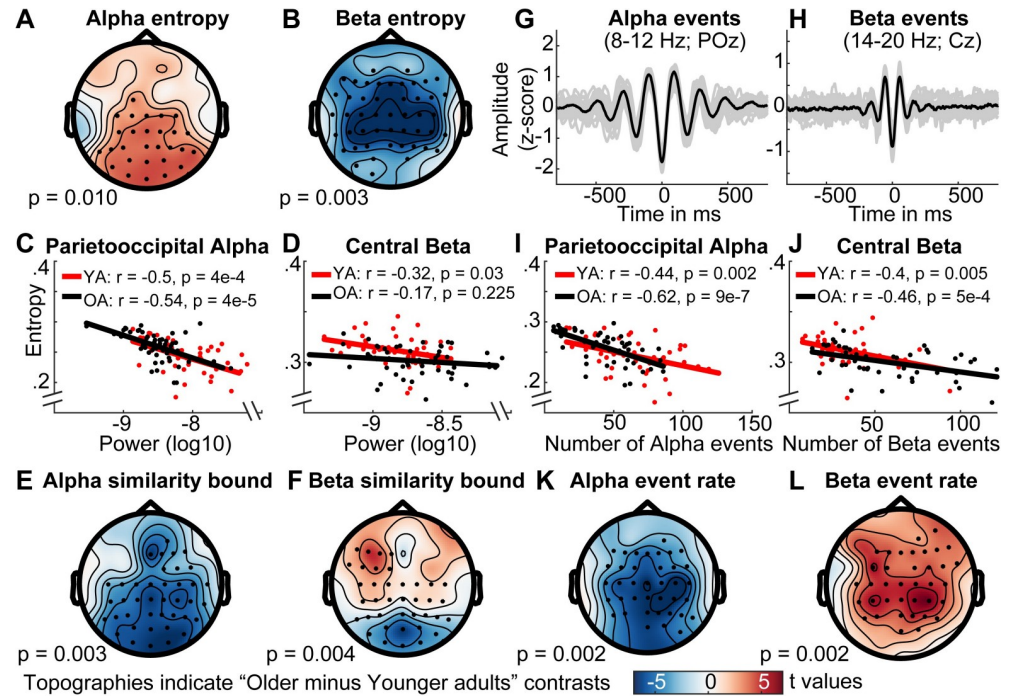 A Alpha entropy
p = 0.010
B Beta entropy
p = 0.003
G Alpha events
(8-12 Hz; POz)
Amplitude
(z-score)
2
1
0
-1
-2
-500 0 500
Time in ms
H Beta events
(14-20 Hz; Cz)
1
0
-1
-500 0 500
Time in ms
C Parietooccipital Alpha
YA: r = -0.5, p = 4e-4
OA: r = -0.54, p = 4e-5
Entropy
.4
.2
-9 -8
Power (log10)
D Central Beta
YA: r = -0.32, p = 0.03
OA: r = -0.17, p = 0.225
.4
.3
-9 -8.5
Power (log10)
I Parietooccipital Alpha
YA: r = -0.44, p = 0.002
OA: r = -0.62, p = 9e-7
.4
.3
.2
50 100 150
Number of Alpha events
J Central Beta
YA: r = -0.4, p = 0.005
OA: r = -0.46, p = 5e-4
.4
.3
50 100
Number of Beta events
E Alpha similarity bound
p = 0.003
F Beta similarity bound
p = 0.004
K Alpha event rate
p = 0.002
L Beta event rate
p = 0.002
Topographies indicate “Older minus Younger adults” contrasts
-5 0 5 t values